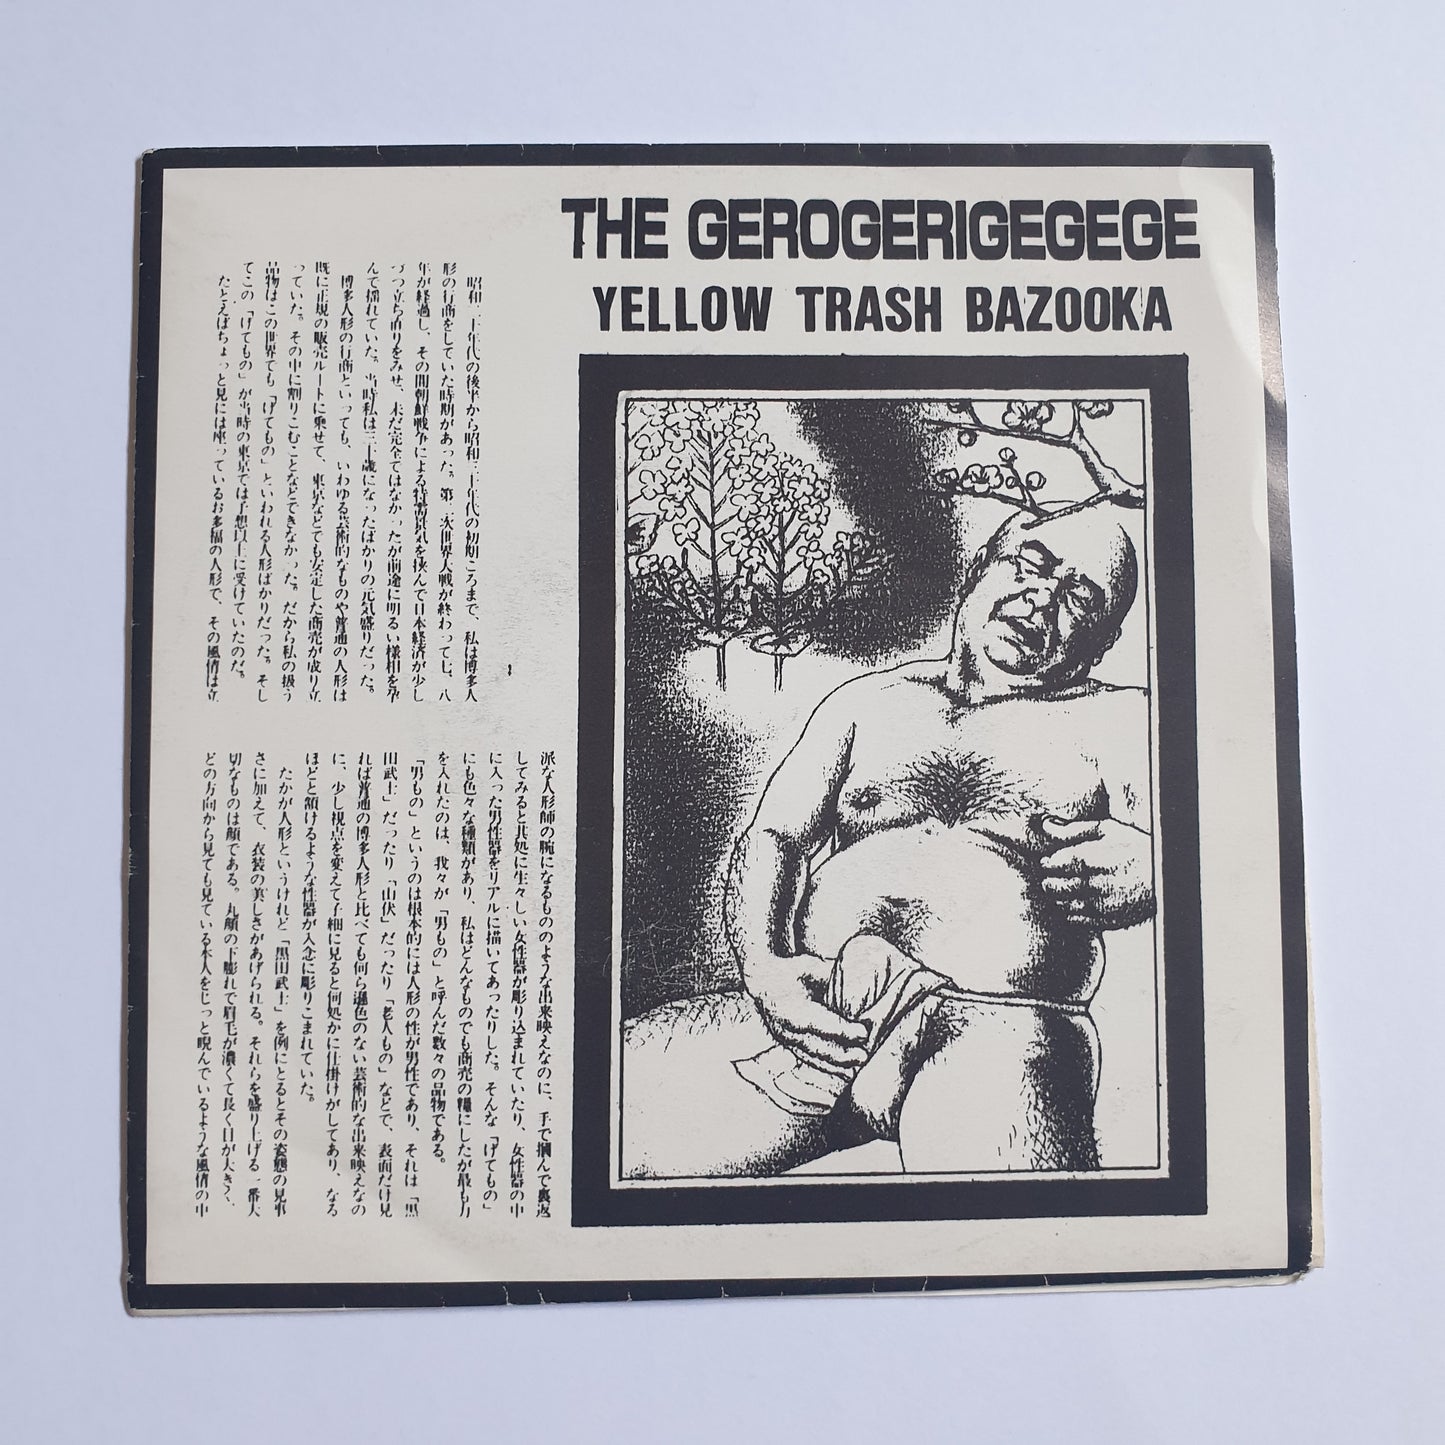 THE GEROGERIGEGEGE
YELLOW TRASH BAZOOKA
昭和二十年代の後半から昭和三十年代の初期ころまで、私は博多人
形の行商をしていた時期があった。第二次世界大戦が終わって七、八
年が経過し、その間朝鮮戦争による特需景気を挟んで日本経済が少し
づつ立ち直りをみせ、未だ完全ではなかったが前途に明るい様相を孕
んで揺れていた。当時私は三十歳になったばかりの元気盛りだった。
博多人形の行商といっても、いわゆる芸術的なものや普通の人形は
既に正規の販売ルートに乗せて、東京などでも安定した商売が成り立
っていた。その中に割りこむことなどできなかった。だから私の扱う
品物はこの世界でも「げてもの」といわれる人形ばかりだった。そし
てこの「げてもの」が当時の東京では予想以上に受けていたのだ。
たとえばちょっと見には座っているお多福の人形で、その風情は立
派な人形師の腕になるもののような出来映えなのに、手で掴んで裏返
してみると其処に生々しい女性器が彫り込まれていたり、女性器の中
に入った男性器をリアルに描いてあったりした。そんな「げてもの」
にも色々な種類があり、私はどんなものでも商売の糧にしたが最も力
を入れたのは、我々が「男もの」と呼んだ数々の品物である。
「男もの」というのは根本的には人形の性が男性であり、それは「黒
田武士」だったり「山伏」だったり「老人もの」などで、表面だけ見
れば普通の博多人形と比べても何ら遜色のない芸術的な出来映えなの
に、少し視点を変えて子細に見ると何処かに仕掛けがしてあり、なる
ほどと頷けるような性器が入念に彫りこまれていた。
たかが人形というけれど「黒田武士」を例にとるとその姿態の見事
さに加えて、衣装の美しさがあげられる。それらを盛り上げる一番大
切なものは顔である。丸顔の下膨れで眉毛が濃くて長く目が大きく、
どの方向から見ても見ている本人をじっと睨んでいるような風情の中